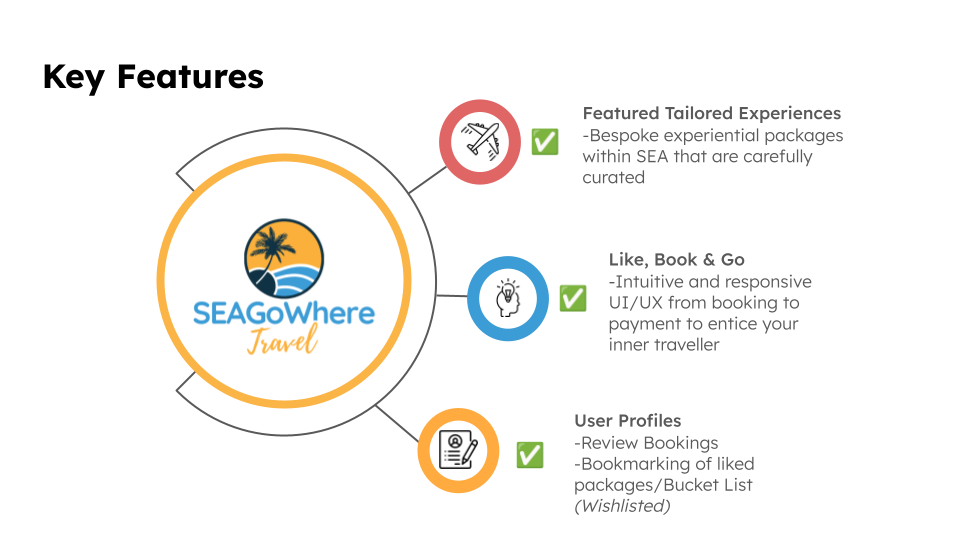 Key Features
Featured Tailored Experiences
-Bespoke experiential packages
within SEA that are carefully
curated
SEAGoWhere
Travel
Like, Book & Go
-Intuitive and responsive
UI/UX from booking to
payment to entice your
inner traveller
User Profiles
-Review Bookings
-Bookmarking of liked
packages/Bucket List
(Wishlisted)